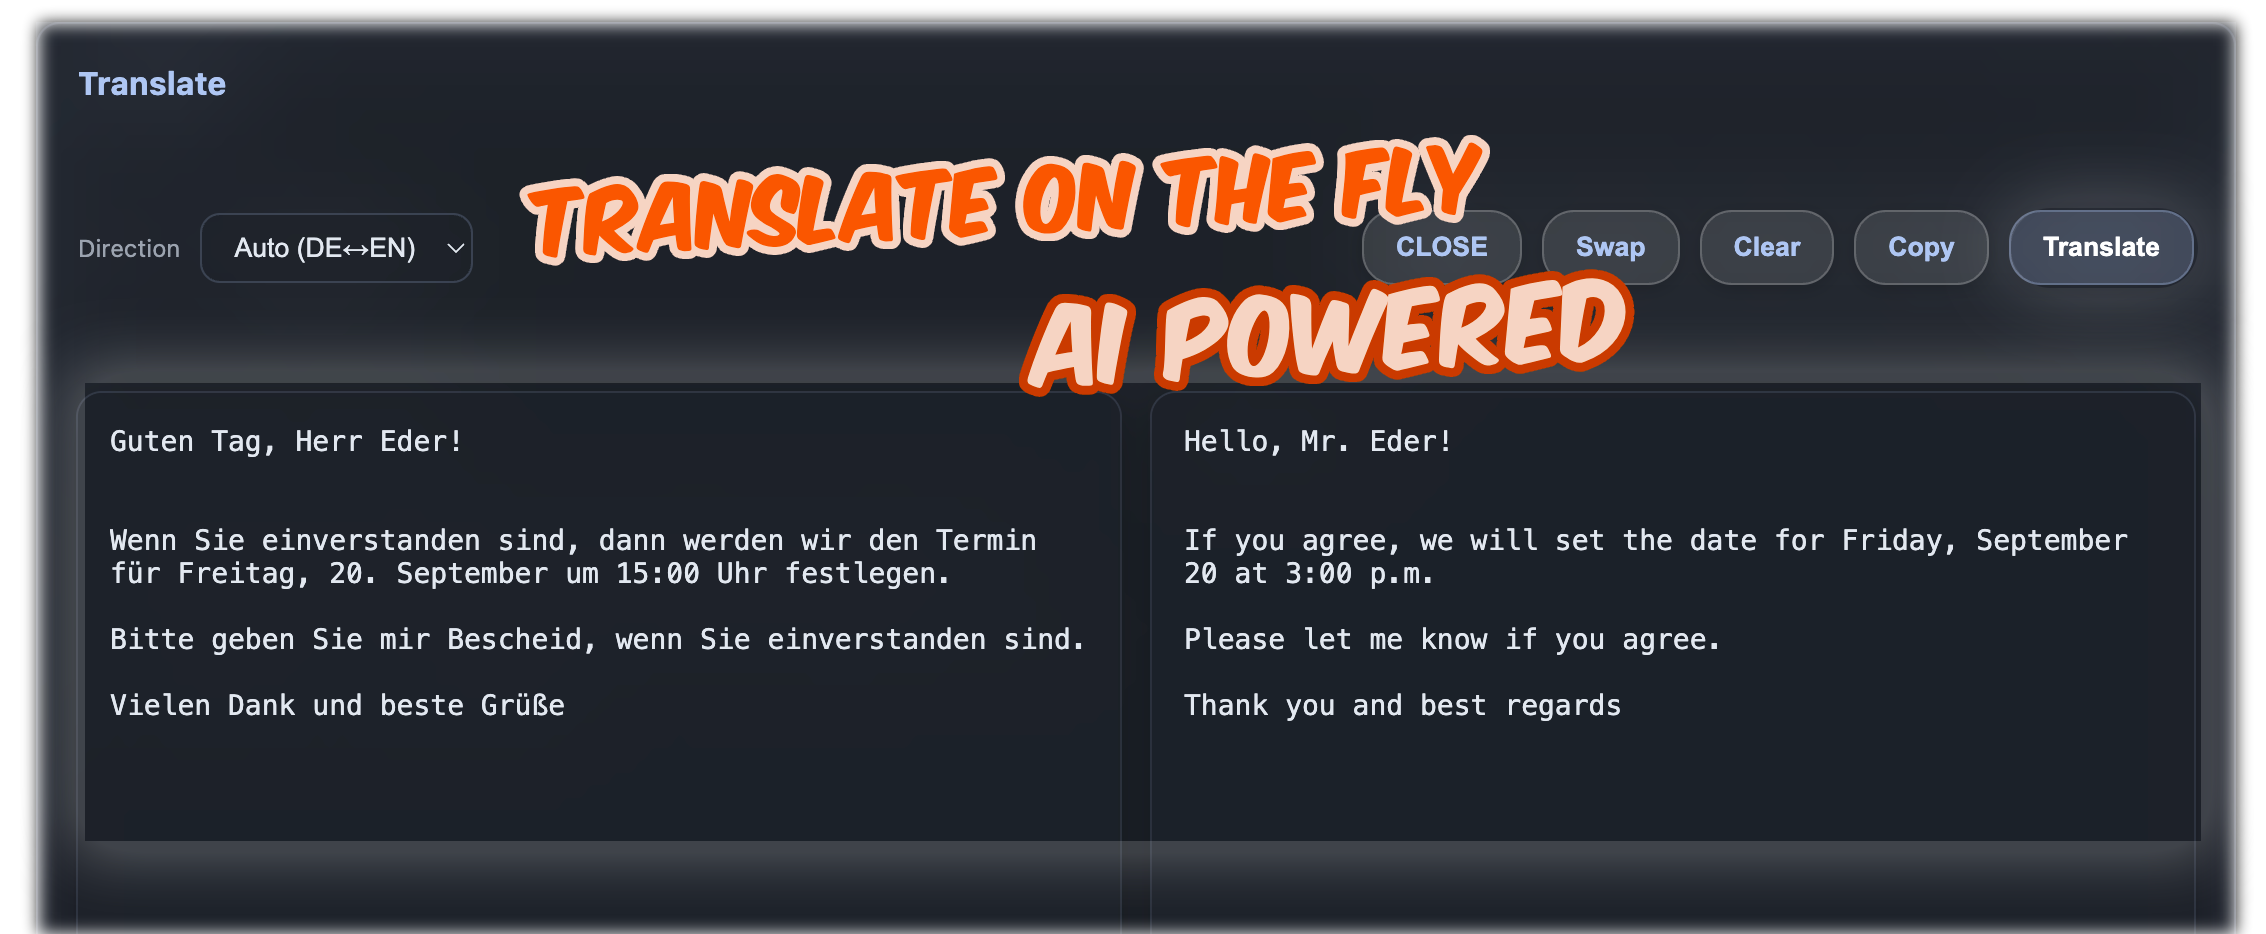 Translate
TRANSLATE ON THE FLY
Direction
Auto (DE↔EN)
CLOSE
Swap
Clear
Copy
Translate
AI POWERED
Guten Tag, Herr Eder!
Wenn Sie einverstanden sind, dann werden wir den Termin
für Freitag, 20. September um 15:00 Uhr festlegen.
Bitte geben Sie mir Bescheid, wenn Sie einverstanden sind.
Vielen Dank und beste Grüße
Hello, Mr. Eder!
If you agree, we will set the date for Friday, September
20 at 3:00 p.m.
Please let me know if you agree.
Thank you and best regards